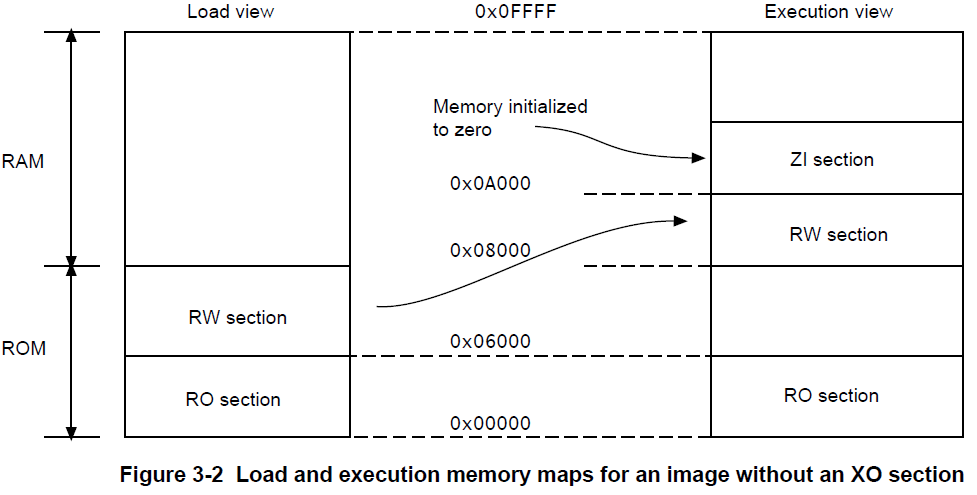 Load view
0x0FFFF
Execution view
Memory initialized
to zero
RAM
ZI section
0x0A000
RW section
0x08000
RW section
ROM
0x06000
RO section
RO section
0x00000
Figure 3-2 Load and execution memory maps for an image without an XO section